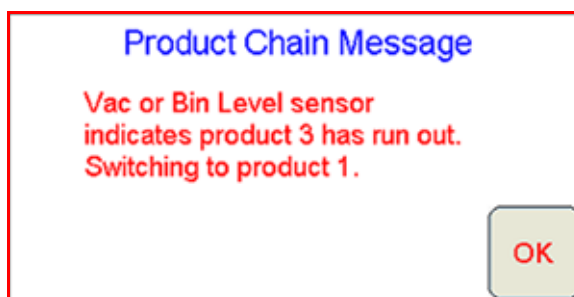 Product Chain Message
Vac or Bin Level sensor
indicates product 3 has run out.
Switching to product 1.
OK